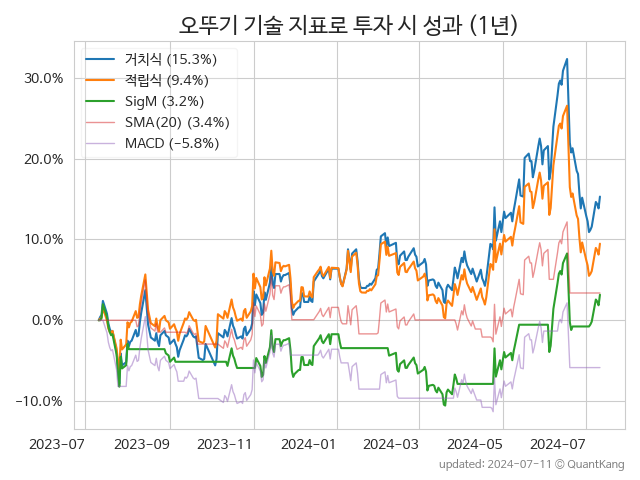 오뚜기 기술 지표로 투자 시 성과 (1년)
거치식 (15.3%)
적립식 (9.4%)
SigM (3.2%)
SMA(20) (3.4%)
MACD (−5.8%)
30.0%
20.0%
10.0%
0.0%
−10.0%
2023-07 2023-09 2023-11 2024-01 2024-03 2024-05 2024-07
updated: 2024-07-11 ⓒ QuantKang